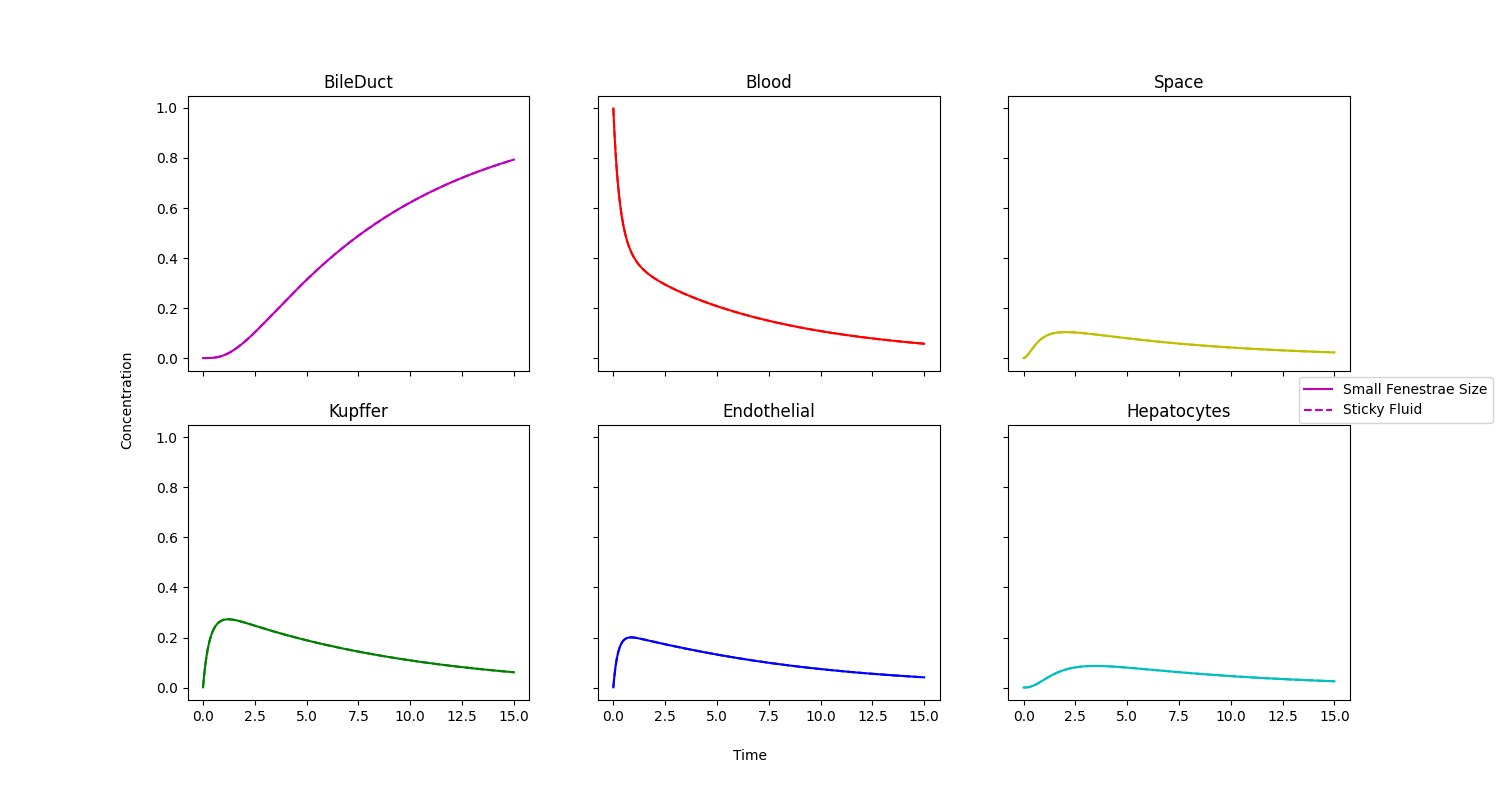 BileDuct
Blood
Space
1.0
0.8
0.6
0.4
0.2
0.0
Small Fenestrae Size
Sticky Fluid
Concentration
Kupffer
Endothelial
Hepatocytes
1.0
0.8
0.6
0.4
0.2
0.0
0.0 2.5 5.0 7.5 10.0 12.5 15.0
0.0 2.5 5.0 7.5 10.0 12.5 15.0
0.0 2.5 5.0 7.5 10.0 12.5 15.0
Time